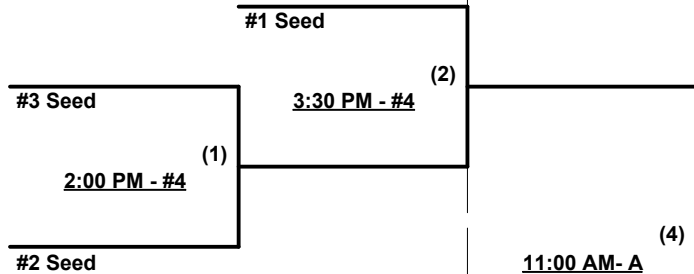 #1 Seed
(2)
#3 Seed
3:30 PM - #4
(1)
2:00 PM - #4
(4)
#2 Seed
11:00 AM- A